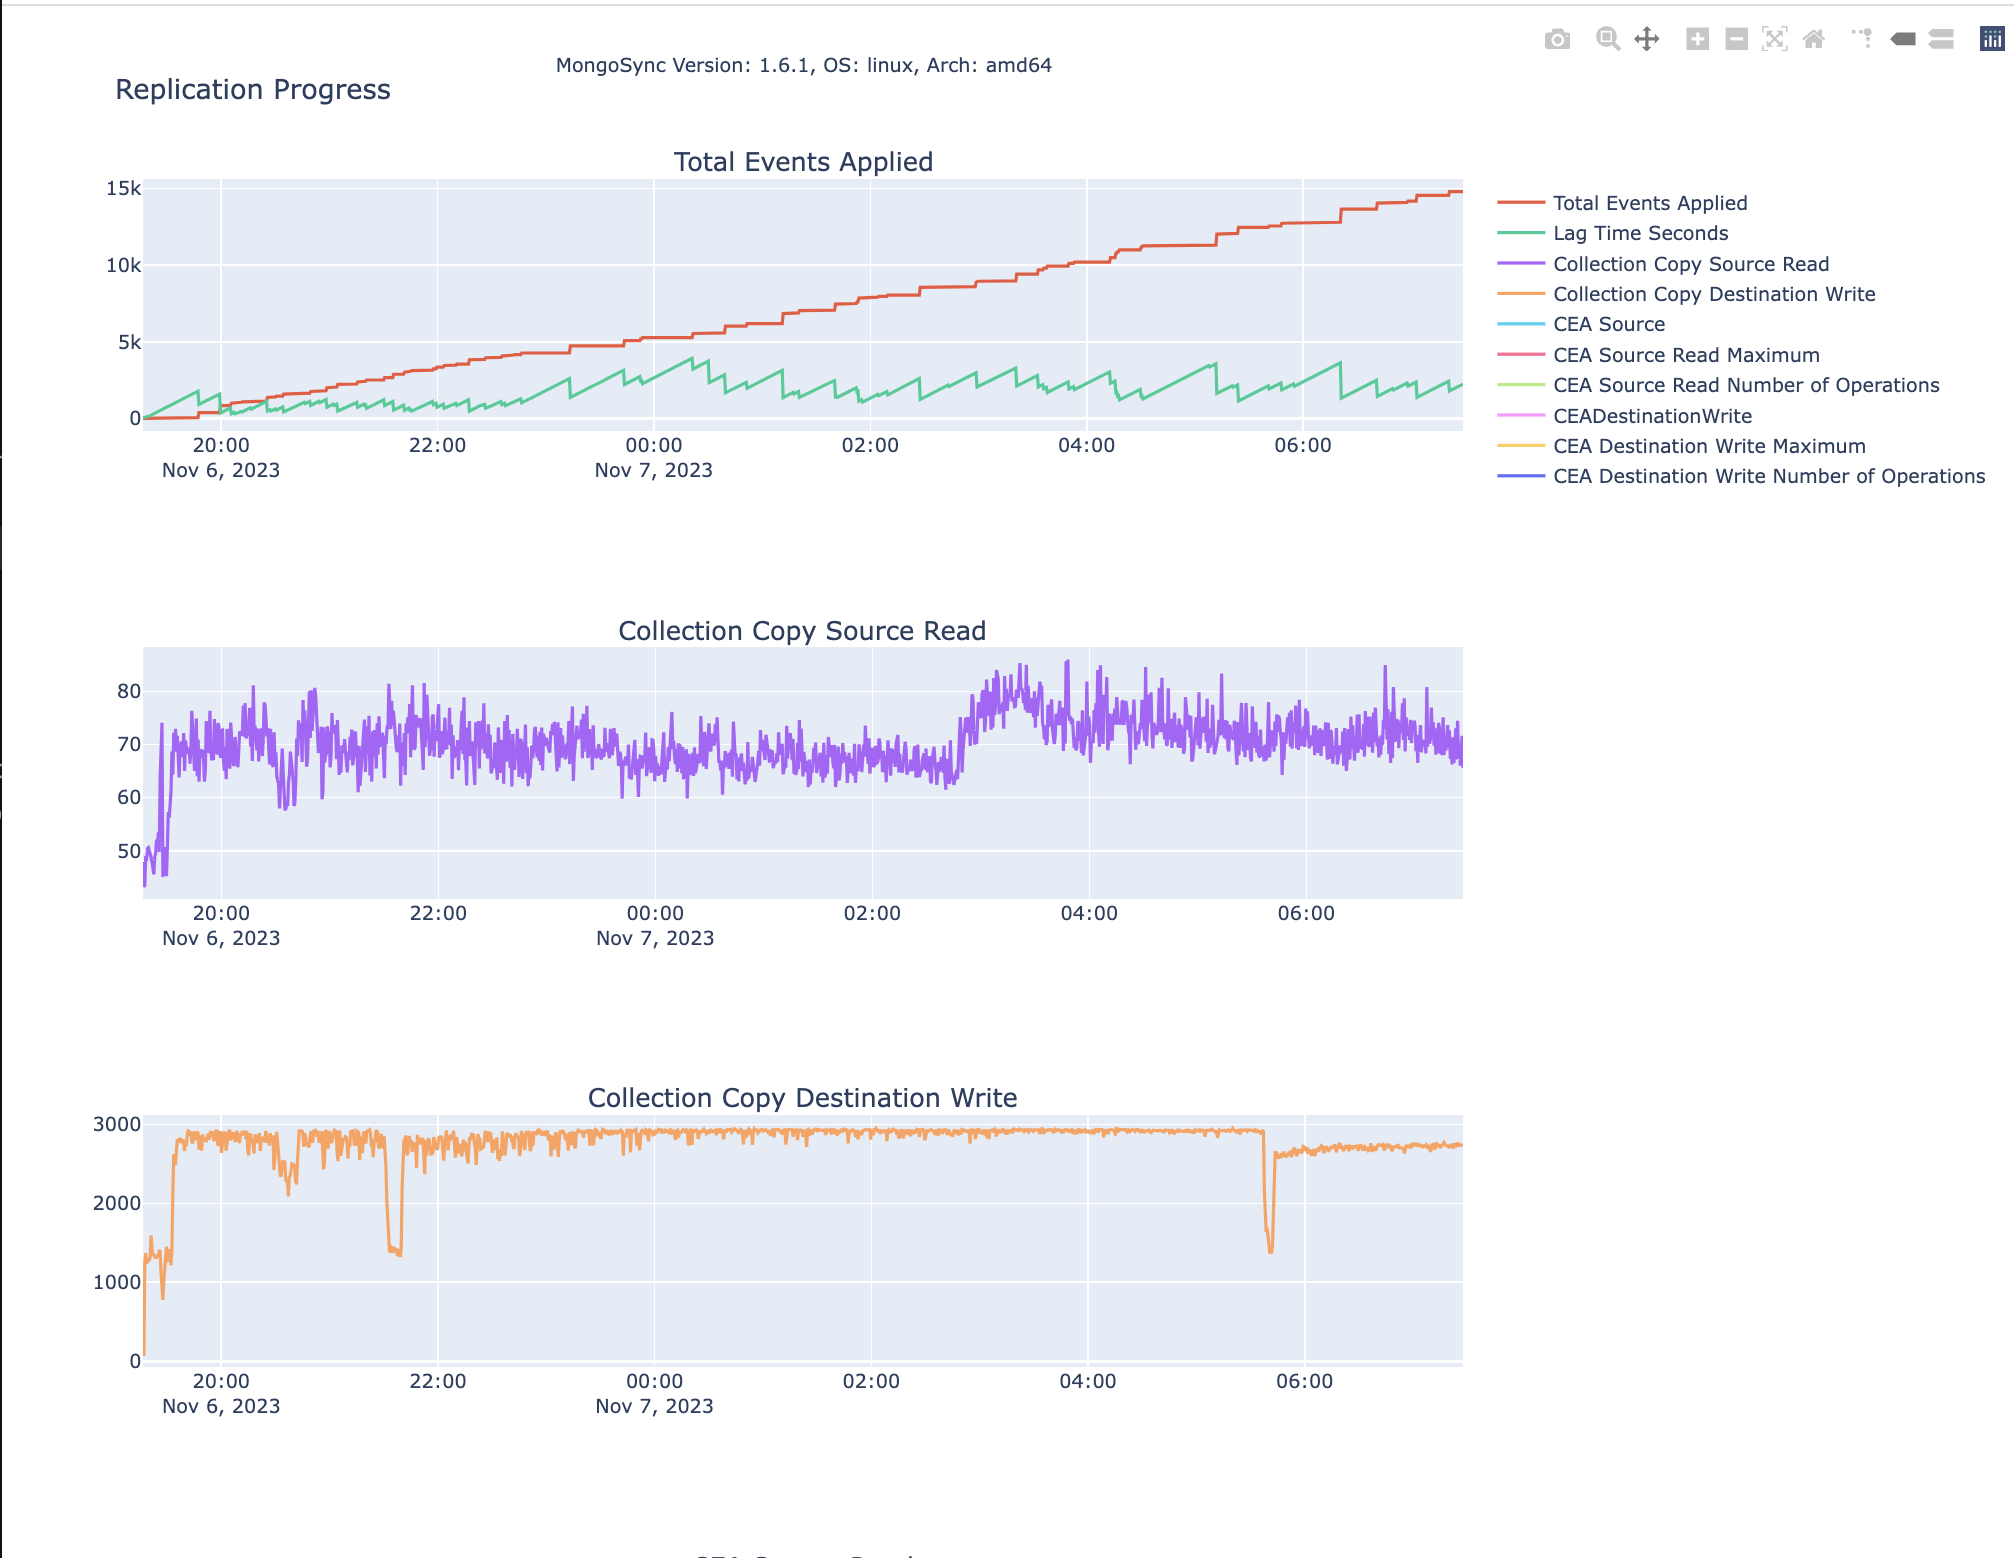 MongoSync Version: 1.6.1, OS: linux, Arch: amd64
Replication Progress
Total Events Applied
15k
10k
5k
0
20:00
Nov 6, 2023
22:00
00:00
Nov 7, 2023
02:00
04:00
06:00
Total Events Applied
Lag Time Seconds
Collection Copy Source Read
Collection Copy Destination Write
CEA Source
CEA Source Read Maximum
CEA Source Read Number of Operations
CEADestinationWrite
CEA Destination Write Maximum
CEA Destination Write Number of Operations
Collection Copy Source Read
80
70
60
50
20:00
Nov 6, 2023
22:00
00:00
Nov 7, 2023
02:00
04:00
06:00
Collection Copy Destination Write
3000
2000
1000
0
20:00
Nov 6, 2023
22:00
00:00
Nov 7, 2023
02:00
04:00
06:00